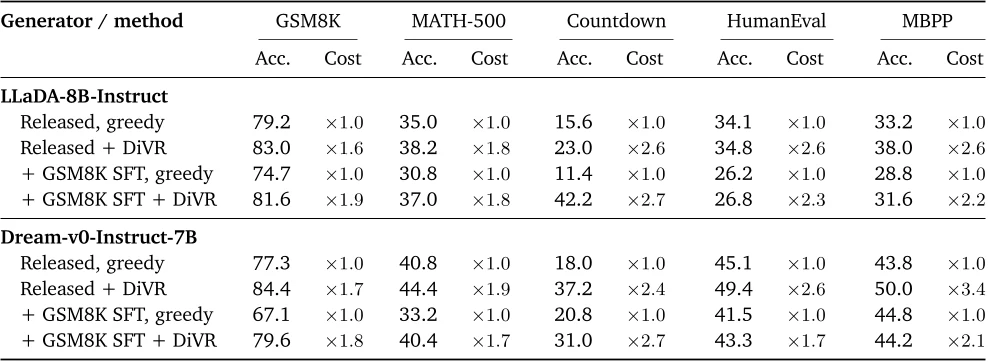 Generator / method GSM8K MATH-500 Countdown HumanEval MBPP
Acc. Cost Acc. Cost Acc. Cost Acc. Cost Acc. Cost
LLaDA-8B-Instruct
Released, greedy 79.2 ×1.0 35.0 ×1.0 15.6 ×1.0 34.1 ×1.0 33.2 ×1.0
Released + DiVR 83.0 ×1.6 38.2 ×1.8 23.0 ×2.6 34.8 ×2.6 38.0 ×2.6
+ GSM8K SFT, greedy 74.7 ×1.0 30.8 ×1.0 11.4 ×1.0 26.2 ×1.0 28.8 ×1.0
+ GSM8K SFT + DiVR 81.6 ×1.9 37.0 ×1.8 42.2 ×2.7 26.8 ×2.3 31.6 ×2.2
Dream-v0-Instruct-7B
Released, greedy 77.3 ×1.0 40.8 ×1.0 18.0 ×1.0 45.1 ×1.0 43.8 ×1.0
Released + DiVR 84.4 ×1.7 44.4 ×1.9 37.2 ×2.4 49.4 ×2.6 50.0 ×3.4
+ GSM8K SFT, greedy 67.1 ×1.0 33.2 ×1.0 20.8 ×1.0 41.5 ×1.0 44.8 ×1.0
+ GSM8K SFT + DiVR 79.6 ×1.8 40.4 ×1.7 31.0 ×2.7 43.3 ×1.7 44.2 ×2.1